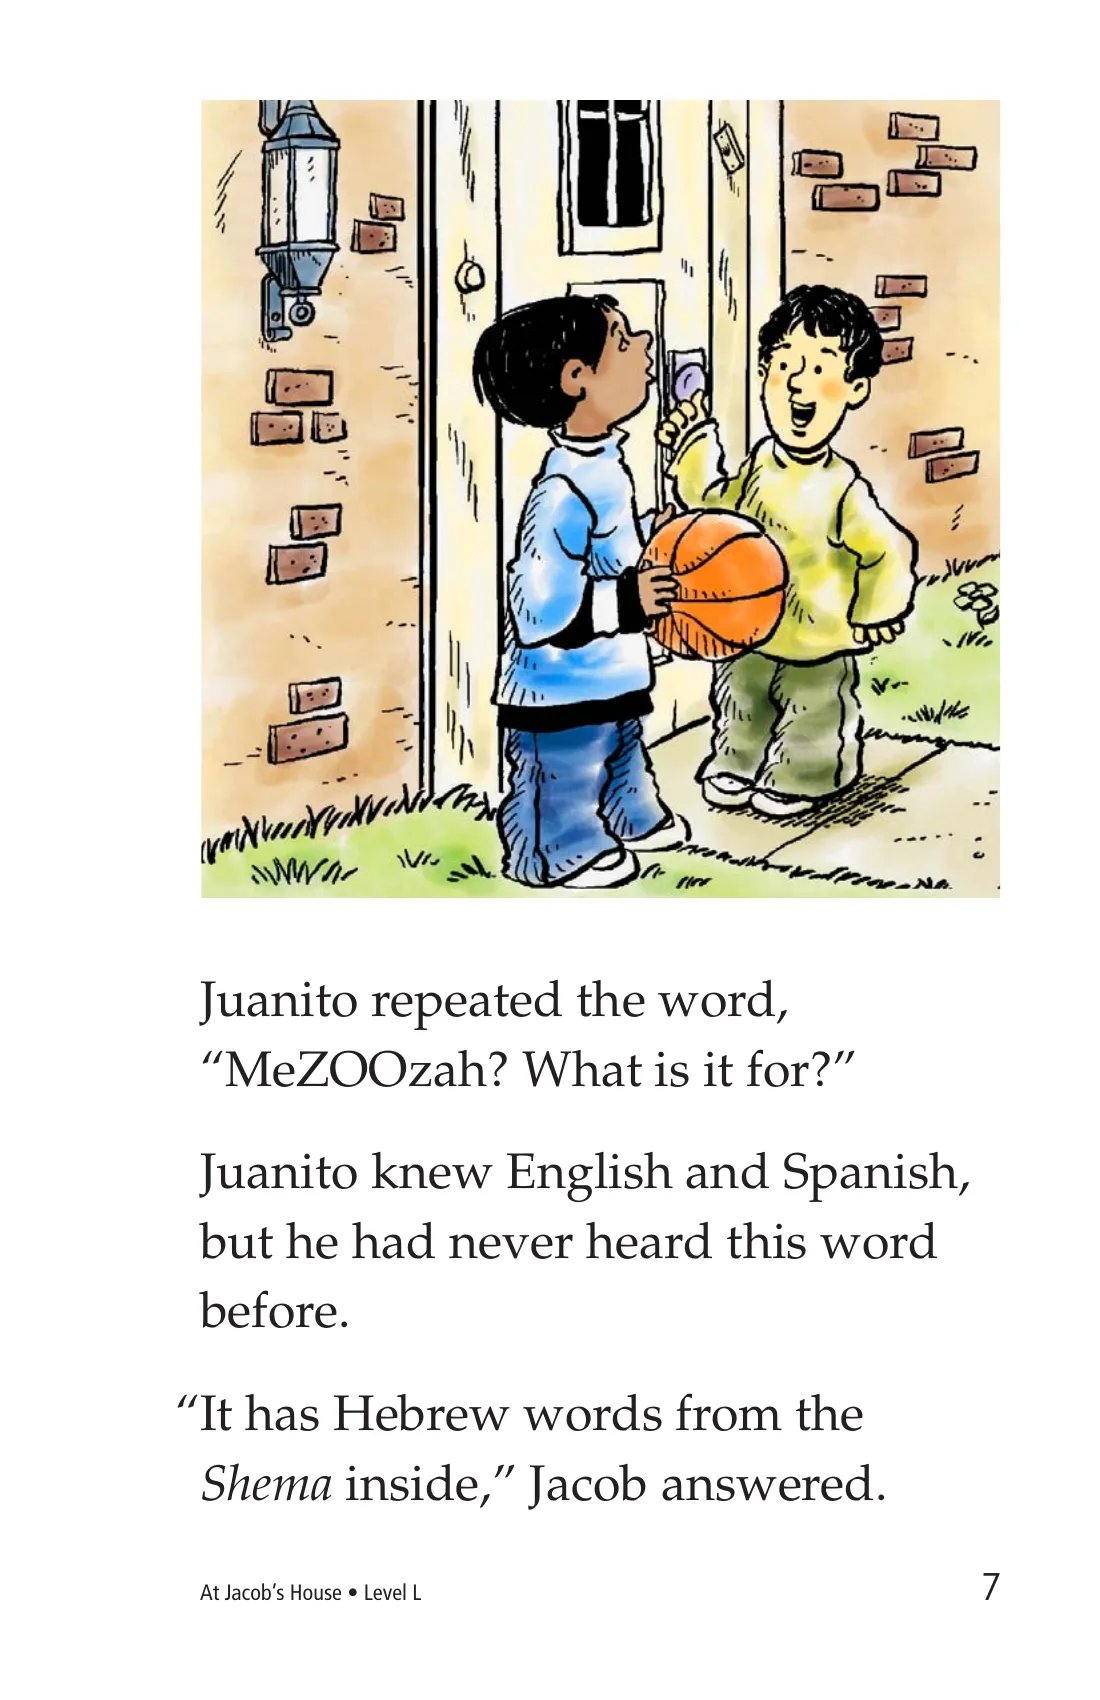 Juanito repeated the word,
“MeZOOzah? What is it for?”
Juanito knew English and Spanish,
but he had never heard this word
before.
“It has Hebrew words from the
Shema inside,” Jacob answered.
At Jacob’s House • Level L
7